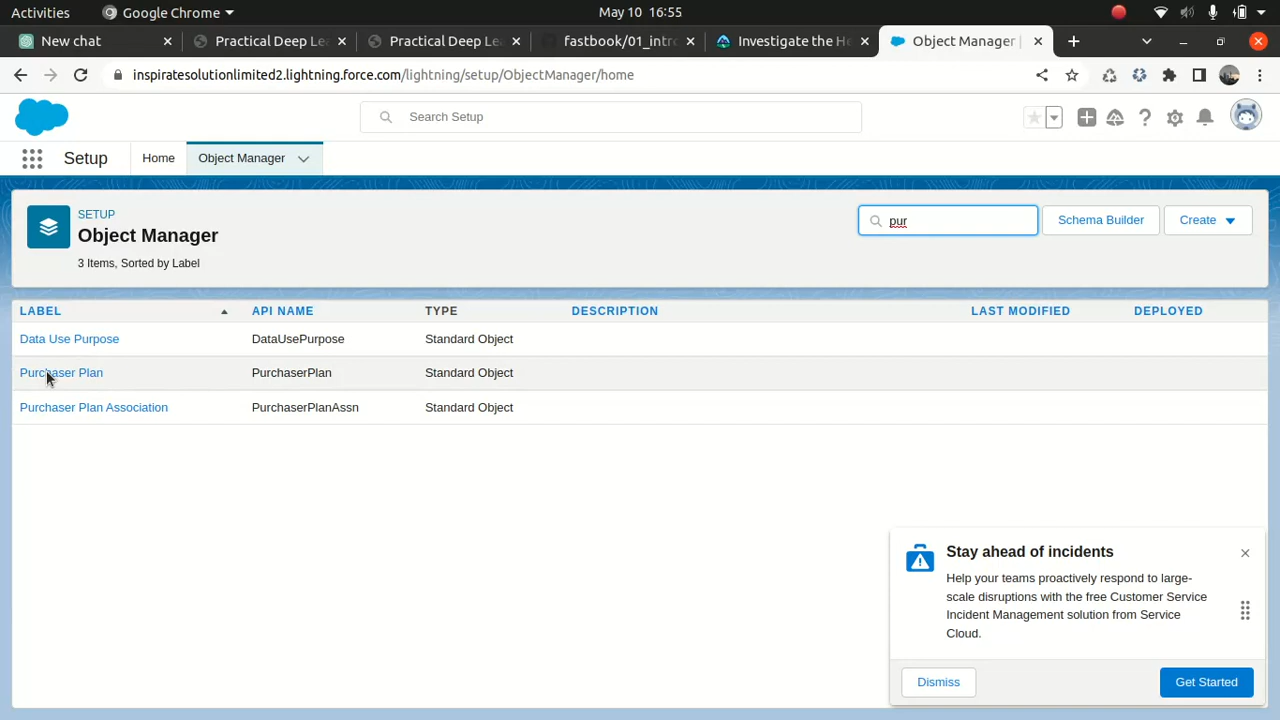 Activities
Google Chrome
May 10 16:55
New chat
Practical Deep Le
Practical Deep Le
fastbook/01_intr
Investigate the He
Object Manager |
inspiratesolutionlimited2.lightning.force.com/lightning/setup/ObjectManager/home
Search Setup
Setup
Home
Object Manager
SETUP
Object Manager
3 Items, Sorted by Label
pur
Schema Builder
Create
LABEL
API NAME
TYPE
DESCRIPTION
LAST MODIFIED
DEPLOYED
Data Use Purpose
DataUsePurpose
Standard Object
Purchaser Plan
PurchaserPlan
Standard Object
Purchaser Plan Association
PurchaserPlanAssn
Standard Object
Stay ahead of incidents
Help your teams proactively respond to large-
scale disruptions with the free Customer Service
Incident Management solution from Service
Cloud.
Dismiss
Get Started